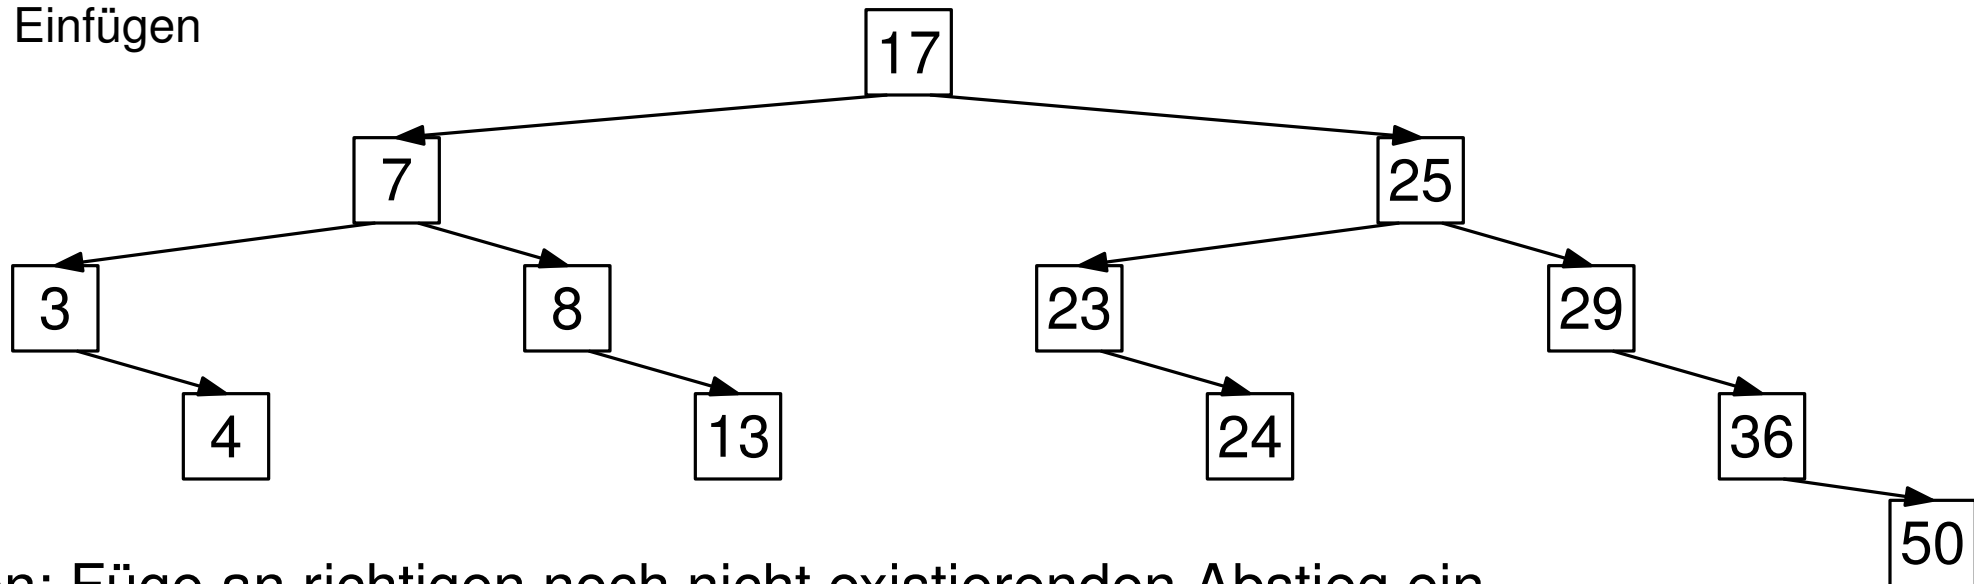 Einfügen
17
7 25
3 8 23 29
4 13 24 36
50
Füge an richtigen noch nicht existierenden Abstieg ein